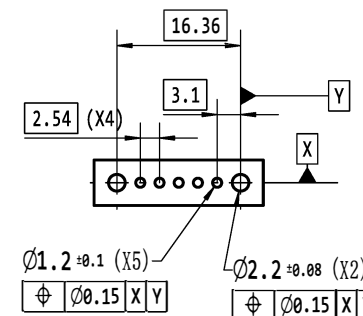 16.36
3.1
Y
2.54 (X4)
X
Ø1.2 ±0.1 (X5)
Ø2.2 ±0.08 (X2)
⌖ Ø0.15 X Y
⌖ Ø0.15 X